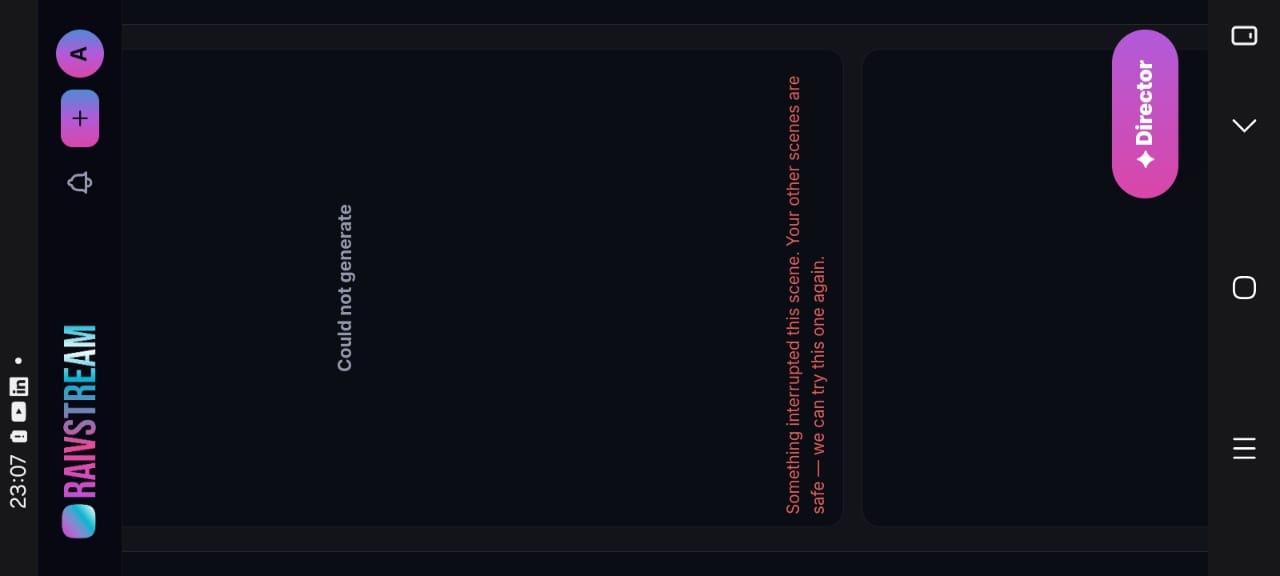 23:07
RAIVSTREAM
+
A
Could not generate
Something interrupted this scene. Your other scenes are
safe — we can try this one again.
Director